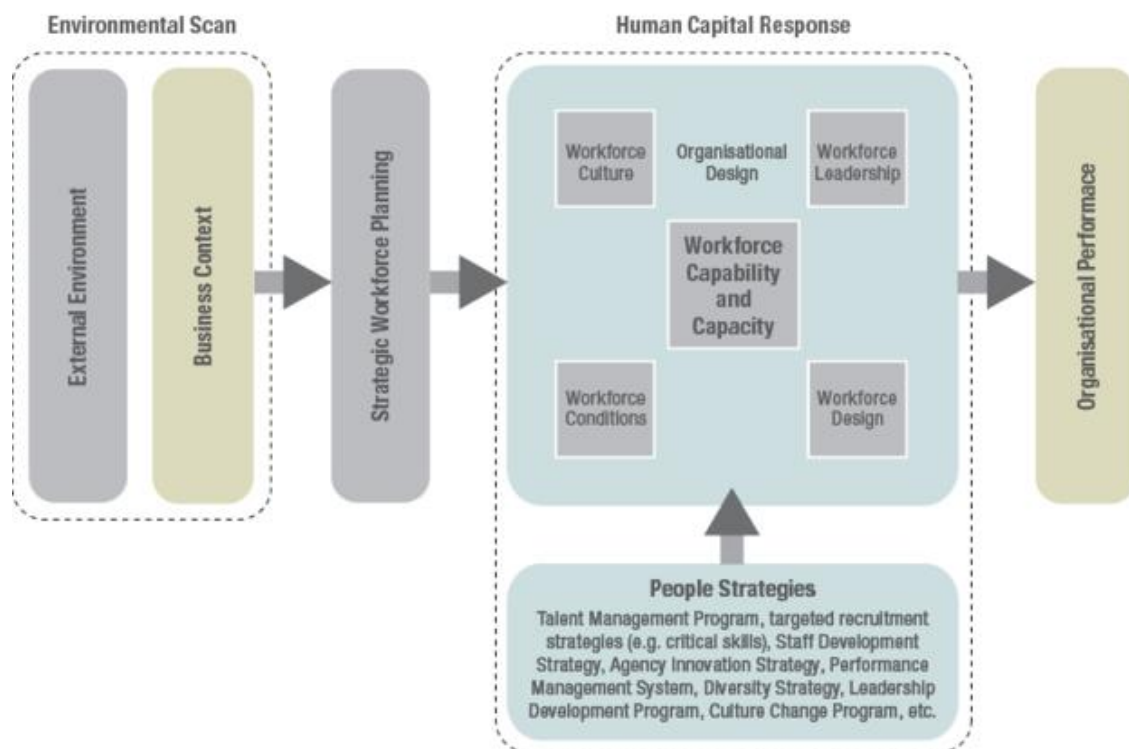 Environmental Scan
Human Capital Response
External Environment
Business Context
Strategic Workforce Planning
Workforce
Culture
Organisational
Design
Workforce
Leadership
Workforce
Capability
and
Capacity
Workforce
Conditions
Workforce
Design
Organisational Performace
People Strategies
Talent Management Program, targeted recruitment
strategies (e.g. critical skills), Staff Development
Strategy, Agency Innovation Strategy, Performance
Management System, Diversity Strategy, Leadership
Development Program, Culture Change Program, etc.